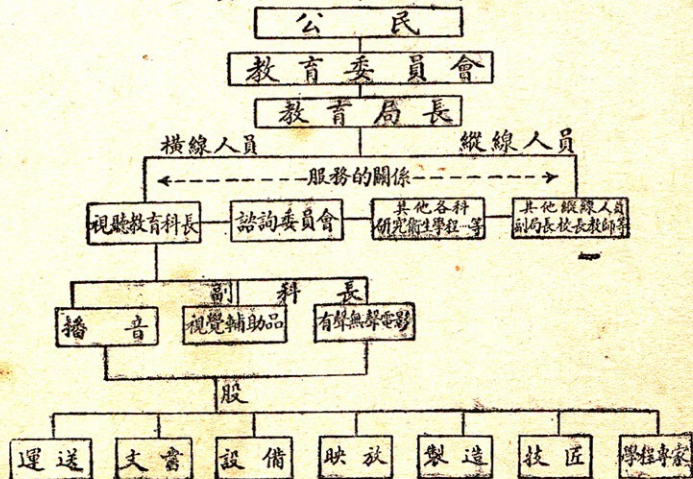 公民
教育委員會
教育局長
橫線人員
縱線人員
服務的關係
視聽教育科長
諮詢委員會
其他各科
研究衛生學程…等
其他縱線人員
副局長校長教師等
副科長
播音
視覺輔助品
有聲無聲電影
股
運送
文書
設備
映放
製造
技匠
學程專家